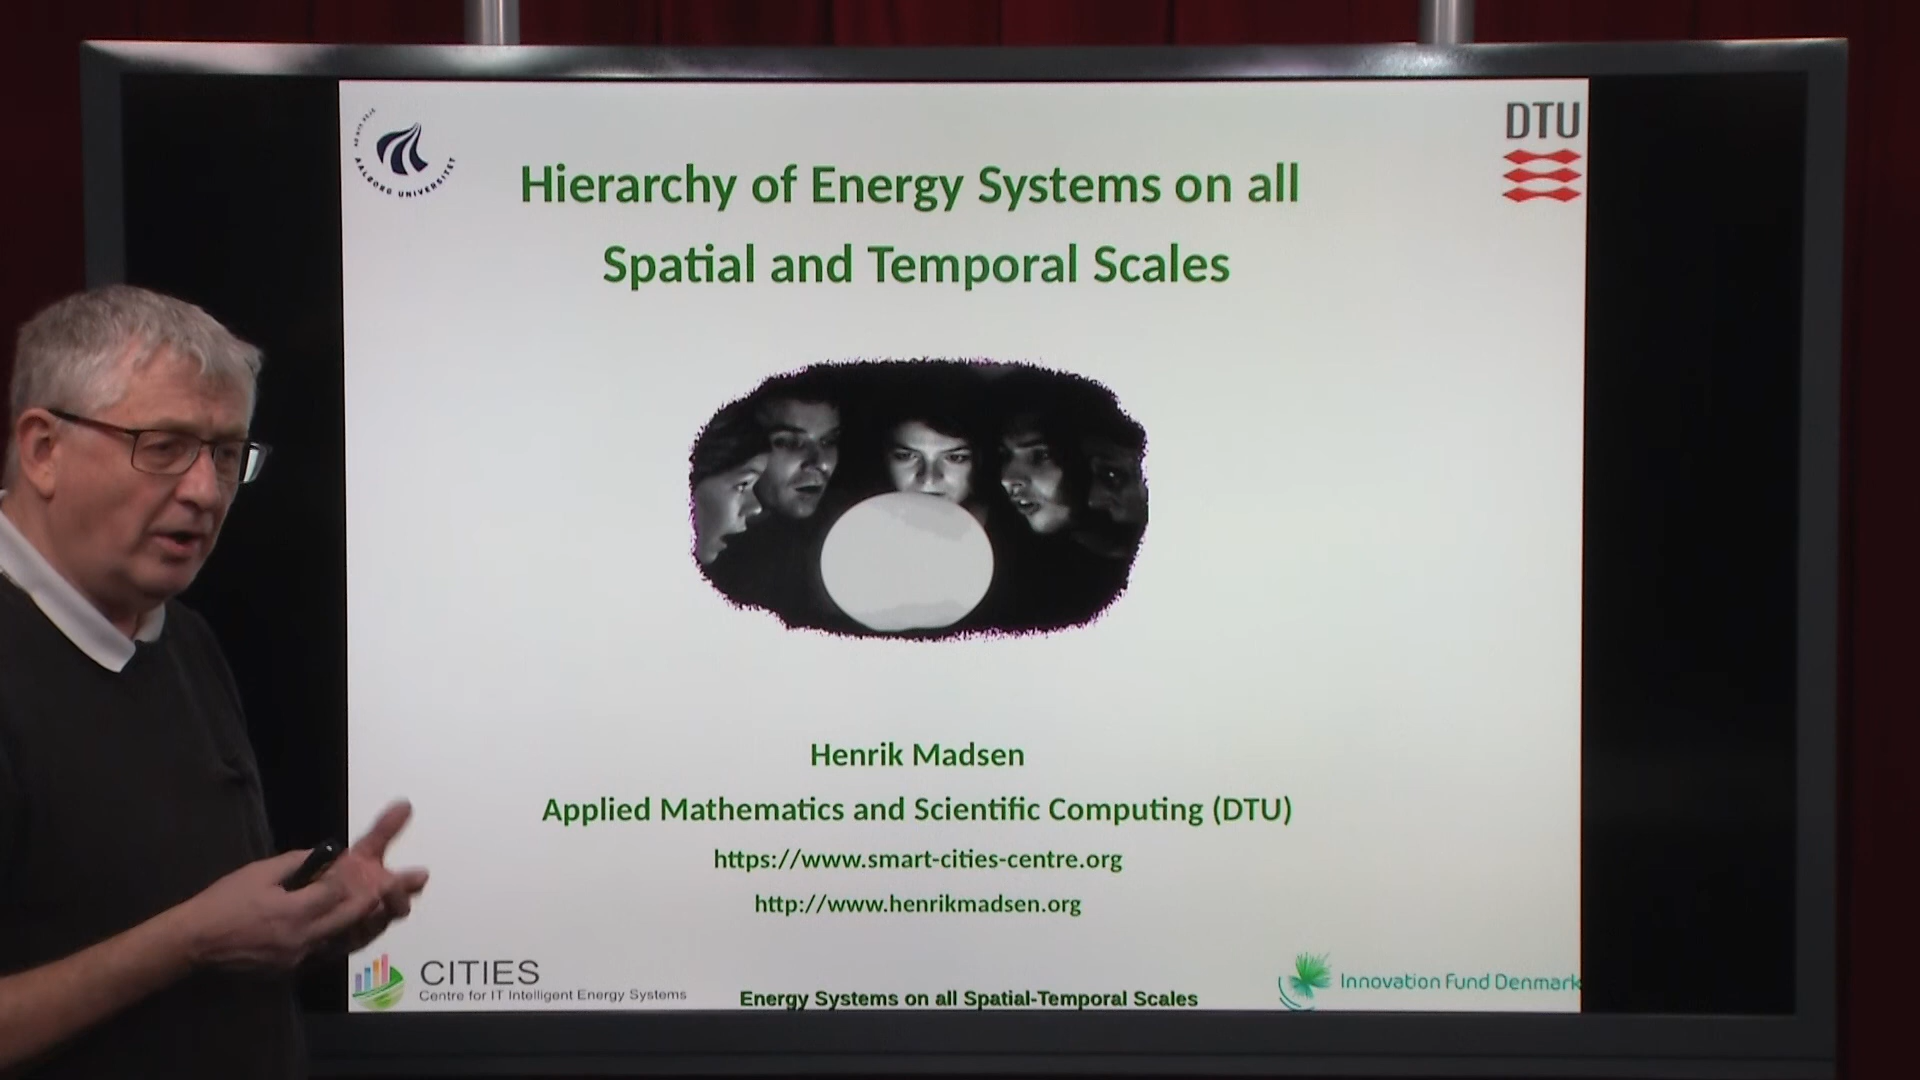 AALBORG UNIVERSITET
DTU
Hierarchy of Energy Systems on all
Spatial and Temporal Scales
Henrik Madsen
Applied Mathematics and Scientific Computing (DTU)
https://www.smart-cities-centre.org
http://www.henrikmadsen.org
CITIES
Centre for IT Intelligent Energy Systems
Energy Systems on all Spatial-Temporal Scales
Innovation Fund Denmark